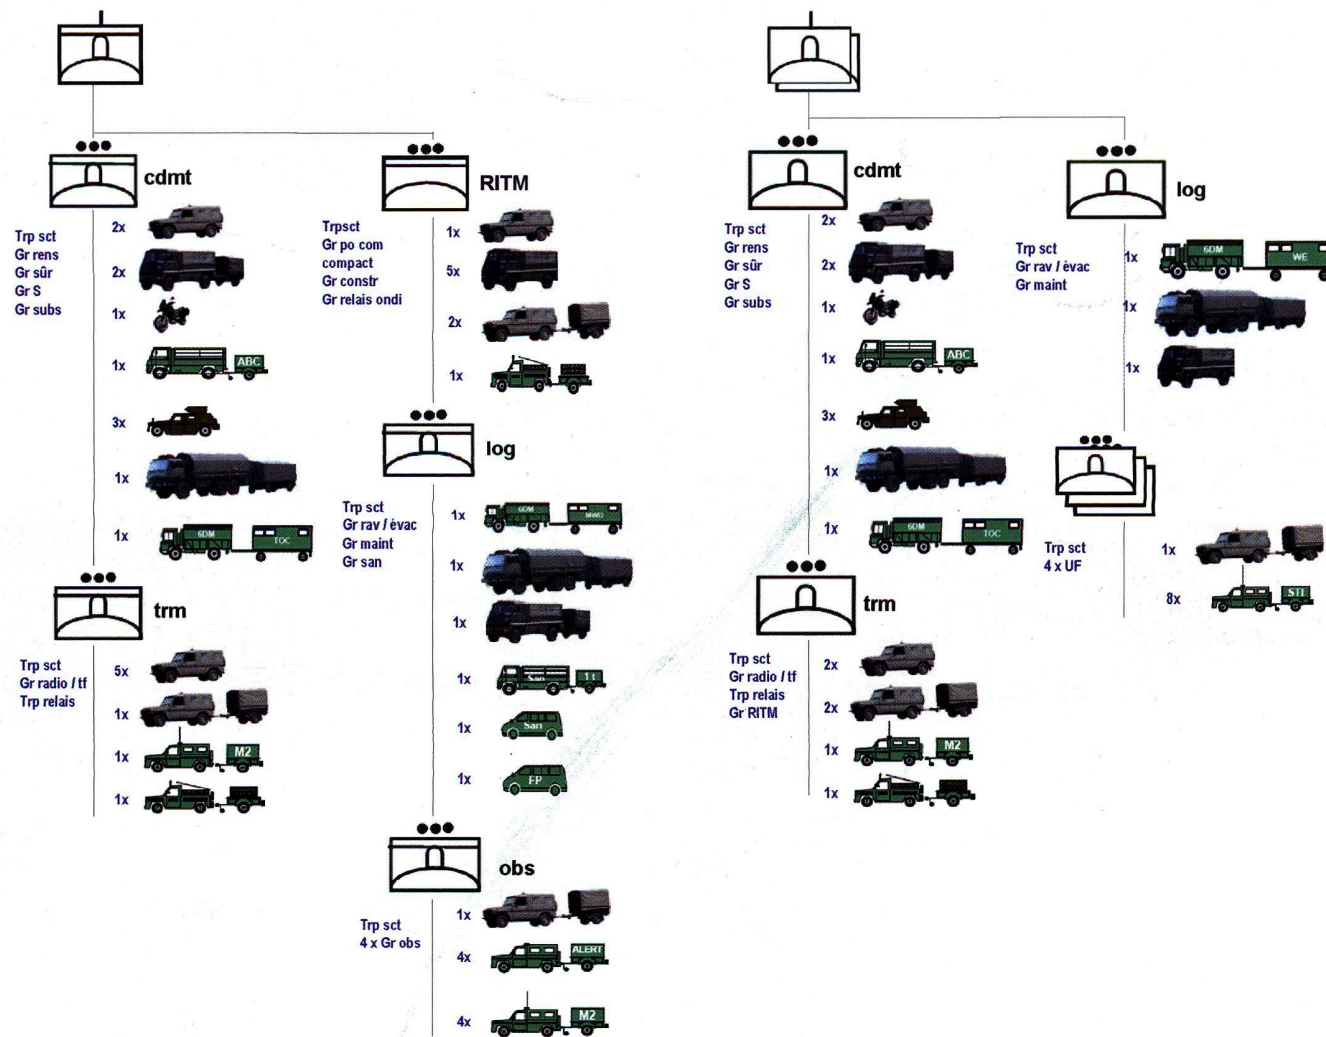 cdmt
Trp sct
Gr rens
Gr sûr
Gr S
Gr subs
2x
2x
1x
1x
ABC
3x
1x
1x
6DM
TOC
trm
Trp sct
Gr radio / tf
Trp relais
5x
1x
1x
M2
1x
RITM
Trpsct
Gr po com
compact
Gr constr
Gr relais ondi
1x
5x
2x
1x
log
Trp sct
Gr rav / évac
Gr maint
Gr san
1x
6DM
MWD
1x
1x
1x
San
1t
1x
San
1x
FP
obs
Trp sct
4 x Gr obs
1x
4x
ALERT
4x
M2
cdmt
Trp sct
Gr rens
Gr sûr
Gr S
Gr subs
2x
2x
1x
1x
ABC
3x
1x
1x
6DM
TOC
trm
Trp sct
Gr radio / tf
Trp relais
Gr RITM
2x
2x
1x
M2
1x
log
Trp sct
Gr rav / évac
Gr maint
1x
6DM
WE
1x
1x
Trp sct
4 x UF
1x
8x
STI